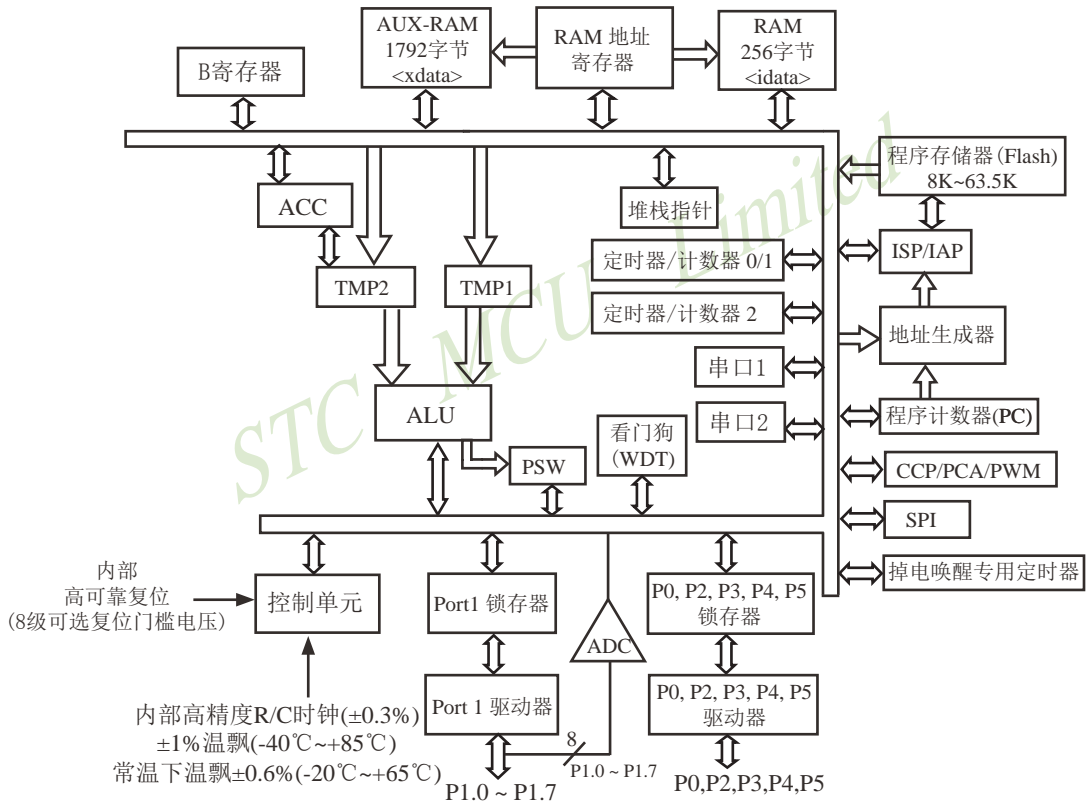 AUX-RAM
1792字节
<xdata>
RAM 地址
寄存器
RAM
256字节
<idata>
B寄存器
程序存储器(Flash)
8K~63.5K
ACC
堆栈指针
ISP/IAP
定时器/计数器 0/1
TMP2
TMP1
定时器/计数器 2
地址生成器
串口1
ALU
串口2
程序计数器(PC)
看门狗
(WDT)
PSW
CCP/PCA/PWM
SPI
掉电唤醒专用定时器
内部
高可靠复位
(8级可选复位门槛电压)
控制单元
Port1 锁存器
ADC
P0, P2, P3, P4, P5
锁存器
Port 1 驱动器
P0, P2, P3, P4, P5
驱动器
内部高精度R/C时钟(±0.3%)
±1%温飘(-40℃~+85℃)
常温下温飘±0.6%(-20℃~+65℃)
8
P1.0 ~ P1.7
P1.0 ~ P1.7
P0,P2,P3,P4,P5
STC MCU Limited